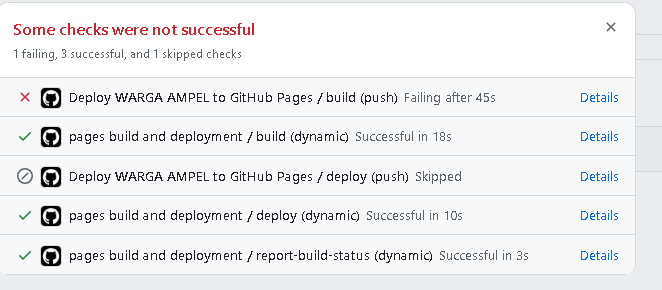 Some checks were not successful
1 failing, 3 successful, and 1 skipped checks
Deploy WARGA AMPEL to GitHub Pages / build (push) Failing after 45s Details
pages build and deployment / build (dynamic) Successful in 18s Details
Deploy WARGA AMPEL to GitHub Pages / deploy (push) Skipped Details
pages build and deployment / deploy (dynamic) Successful in 10s Details
pages build and deployment / report-build-status (dynamic) Successful in 3s Details